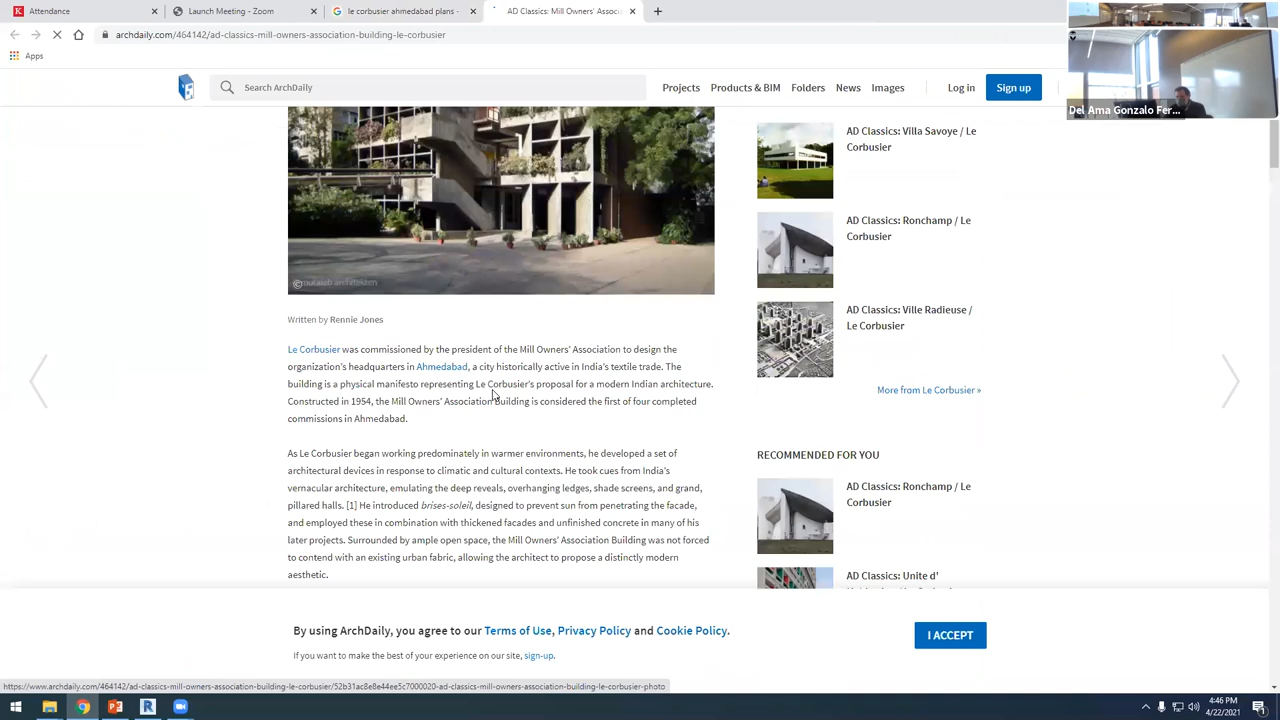 Attendance
Launch Meeting - Zoom
le corbusier ahmedabad plans -
AD Classics: Mill Owners' Associ
archdaily.com/464142/ad-classics-mill-owners-association-building-le-corbusier
Apps
Search ArchDaily
Projects
Products & BIM
Folders
News
Images
Log in
Sign up
Del Ama Gonzalo Fer...
Written by Rennie Jones
Le Corbusier was commissioned by the president of the Mill Owners' Association to design the
organization's headquarters in Ahmedabad, a city historically active in India's textile trade. The
building is a physical manifesto representing Le Corbusier's proposal for a modern Indian architecture.
Constructed in 1954, the Mill Owners' Association Building is considered the first of four completed
commissions in Ahmedabad.
As Le Corbusier began working predominately in warmer environments, he developed a set of
architectural devices in response to climatic and cultural contexts. He took cues from India's
vernacular architecture, emulating the deep reveals, overhanging ledges, shade screens, and grand,
pillared halls. [1] He introduced brises-soleil, designed to prevent sun from penetrating the facade,
and employed these in combination with thickened facades and unfinished concrete in many of his
later projects. Surrounded by ample open space, the Mill Owners' Association Building was not forced
to contend with an existing urban fabric, allowing the architect to propose a distinctly modern
aesthetic.
AD Classics: Villa Savoye / Le
Corbusier
AD Classics: Ronchamp / Le
Corbusier
AD Classics: Ville Radieuse /
Le Corbusier
More from Le Corbusier »
RECOMMENDED FOR YOU
AD Classics: Ronchamp / Le
Corbusier
AD Classics: Unite d'
By using ArchDaily, you agree to our Terms of Use, Privacy Policy and Cookie Policy.
If you want to make the best of your experience on our site, sign-up.
I ACCEPT
https://www.archdaily.com/464142/ad-classics-mill-owners-association-building-le-corbusier/52b31ac8e8e44ee5c7000020-ad-classics-mill-owners-association-building-le-corbusier-photo
4:46 PM
4/22/2021